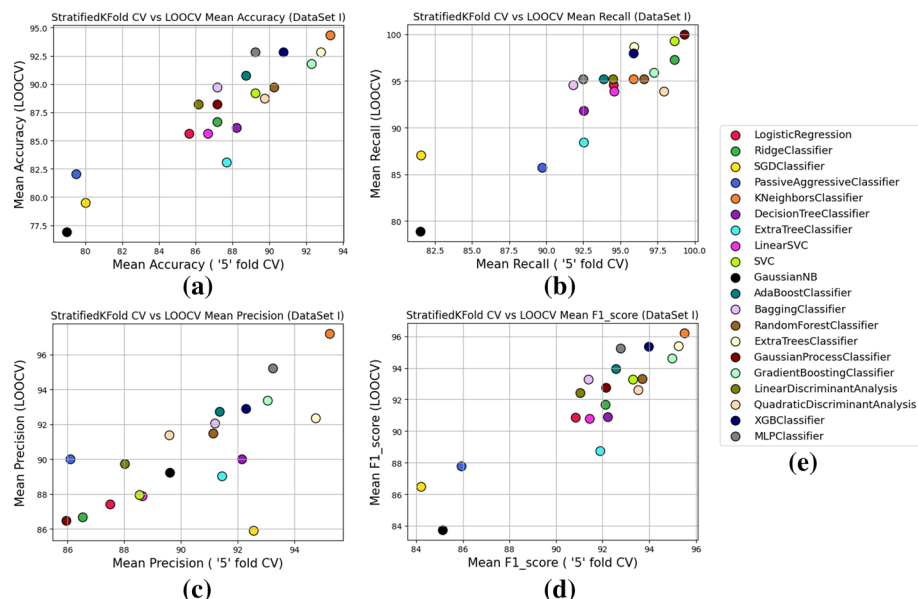 StratifiedKFold CV vs LOOCV Mean Accuracy (DataSet I)
95.0
92.5
90.0
87.5
85.0
82.5
80.0
77.5
Mean Accuracy (LOOCV)
80 82 84 86 88 90 92 94
Mean Accuracy ( '5' fold CV)
(a)
StratifiedKFold CV vs LOOCV Mean Recall (DataSet I)
100
95
90
85
80
Mean Recall (LOOCV)
82.5 85.0 87.5 90.0 92.5 95.0 97.5 100.0
Mean Recall ( '5' fold CV)
(b)
StratifiedKFold CV vs LOOCV Mean Precision (DataSet I)
96
94
92
90
88
86
Mean Precision (LOOCV)
86 88 90 92 94
Mean Precision ( '5' fold CV)
(c)
StratifiedKFold CV vs LOOCV Mean F1_score (DataSet I)
96
94
92
90
88
86
84
Mean F1_score (LOOCV)
84 86 88 90 92 94 96
Mean F1_score ( '5' fold CV)
(d)
LogisticRegression
RidgeClassifier
SGDClassifier
PassiveAggressiveClassifier
KNeighborsClassifier
DecisionTreeClassifier
ExtraTreeClassifier
LinearSVC
SVC
GaussianNB
AdaBoostClassifier
BaggingClassifier
RandomForestClassifier
ExtraTreesClassifier
GaussianProcessClassifier
GradientBoostingClassifier
LinearDiscriminantAnalysis
QuadraticDiscriminantAnalysis
XGBClassifier
MLPClassifier
(e)